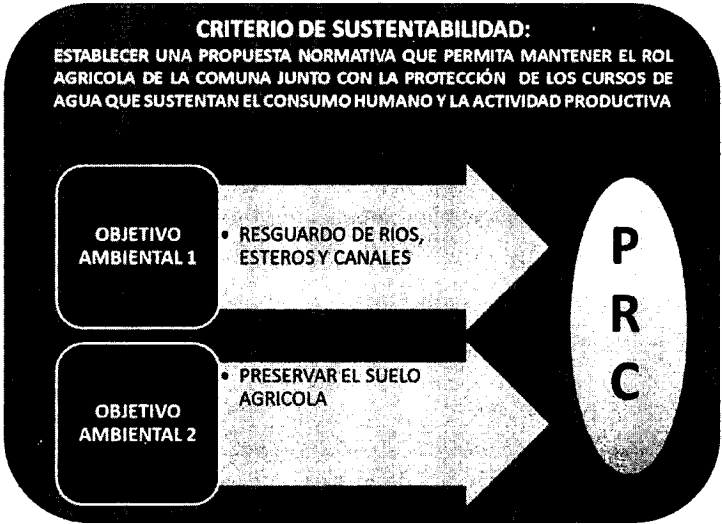 CRITERIO DE SUSTENTABILIDAD:
ESTABLECER UNA PROPUESTA NORMATIVA QUE PERMITA MANTENER EL ROL
AGRICOLA DE LA COMUNA JUNTO CON LA PROTECCIÓN DE LOS CURSOS DE
AGUA QUE SUSTENTAN EL CONSUMO HUMANO Y LA ACTIVIDAD PRODUCTIVA
OBJETIVO
AMBIENTAL 1
• RESGUARDO DE RIOS,
ESTEROS Y CANALES
OBJETIVO
AMBIENTAL 2
• PRESERVAR EL SUELO
AGRICOLA
P
R
C